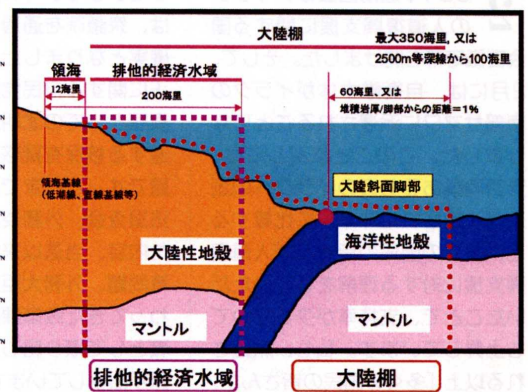 大陸棚
最大350海里、又は
2500m等深線から100海里
領海
排他的経済水域
12海里
200海里
60海里、又は
堆積岩厚/脚部からの距離=1%
領海基線
(低潮線、直線基線等)
大陸斜面脚部
大陸性地殻
海洋性地殻
マントル
マントル
排他的経済水域
大陸棚